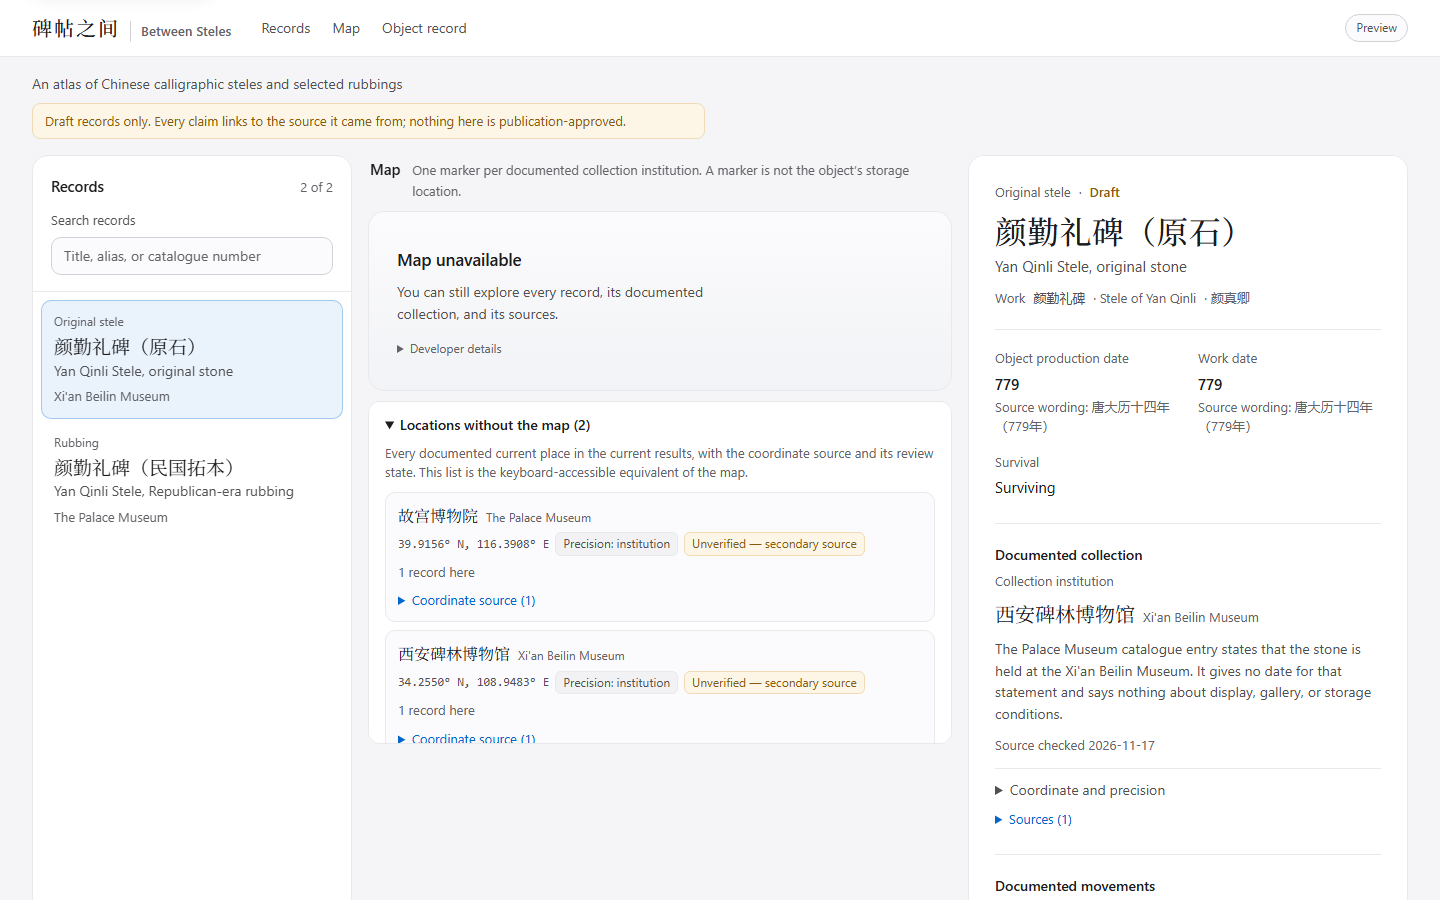 碑帖之间
Between Steles
Records
Map
Object record
Preview
An atlas of Chinese calligraphic steles and selected rubbings
Draft records only. Every claim links to the source it came from; nothing here is publication-approved.
Records
2 of 2
Search records
Title, alias, or catalogue number
Original stele
颜勤礼碑（原石）
Yan Qinli Stele, original stone
Xi'an Beilin Museum
Rubbing
颜勤礼碑（民国拓本）
Yan Qinli Stele, Republican-era rubbing
The Palace Museum
Map
One marker per documented collection institution. A marker is not the object's storage
location.
Map unavailable
You can still explore every record, its documented
collection, and its sources.
Developer details
Locations without the map (2)
Every documented current place in the current results, with the coordinate source and its review
state. This list is the keyboard-accessible equivalent of the map.
故宫博物院 The Palace Museum
39.9156° N, 116.3908° E
Precision: institution
Unverified — secondary source
1 record here
Coordinate source (1)
西安碑林博物馆 Xi'an Beilin Museum
34.2550° N, 108.9483° E
Precision: institution
Unverified — secondary source
1 record here
Coordinate source (1)
Original stele · Draft
颜勤礼碑（原石）
Yan Qinli Stele, original stone
Work 颜勤礼碑 · Stele of Yan Qinli · 颜真卿
Object production date
779
Source wording: 唐大历十四年
（779年）
Work date
779
Source wording: 唐大历十四年
（779年）
Survival
Surviving
Documented collection
Collection institution
西安碑林博物馆 Xi'an Beilin Museum
The Palace Museum catalogue entry states that the stone is
held at the Xi'an Beilin Museum. It gives no date for that
statement and says nothing about display, gallery, or storage
conditions.
Source checked 2026-11-17
Coordinate and precision
Sources (1)
Documented movements